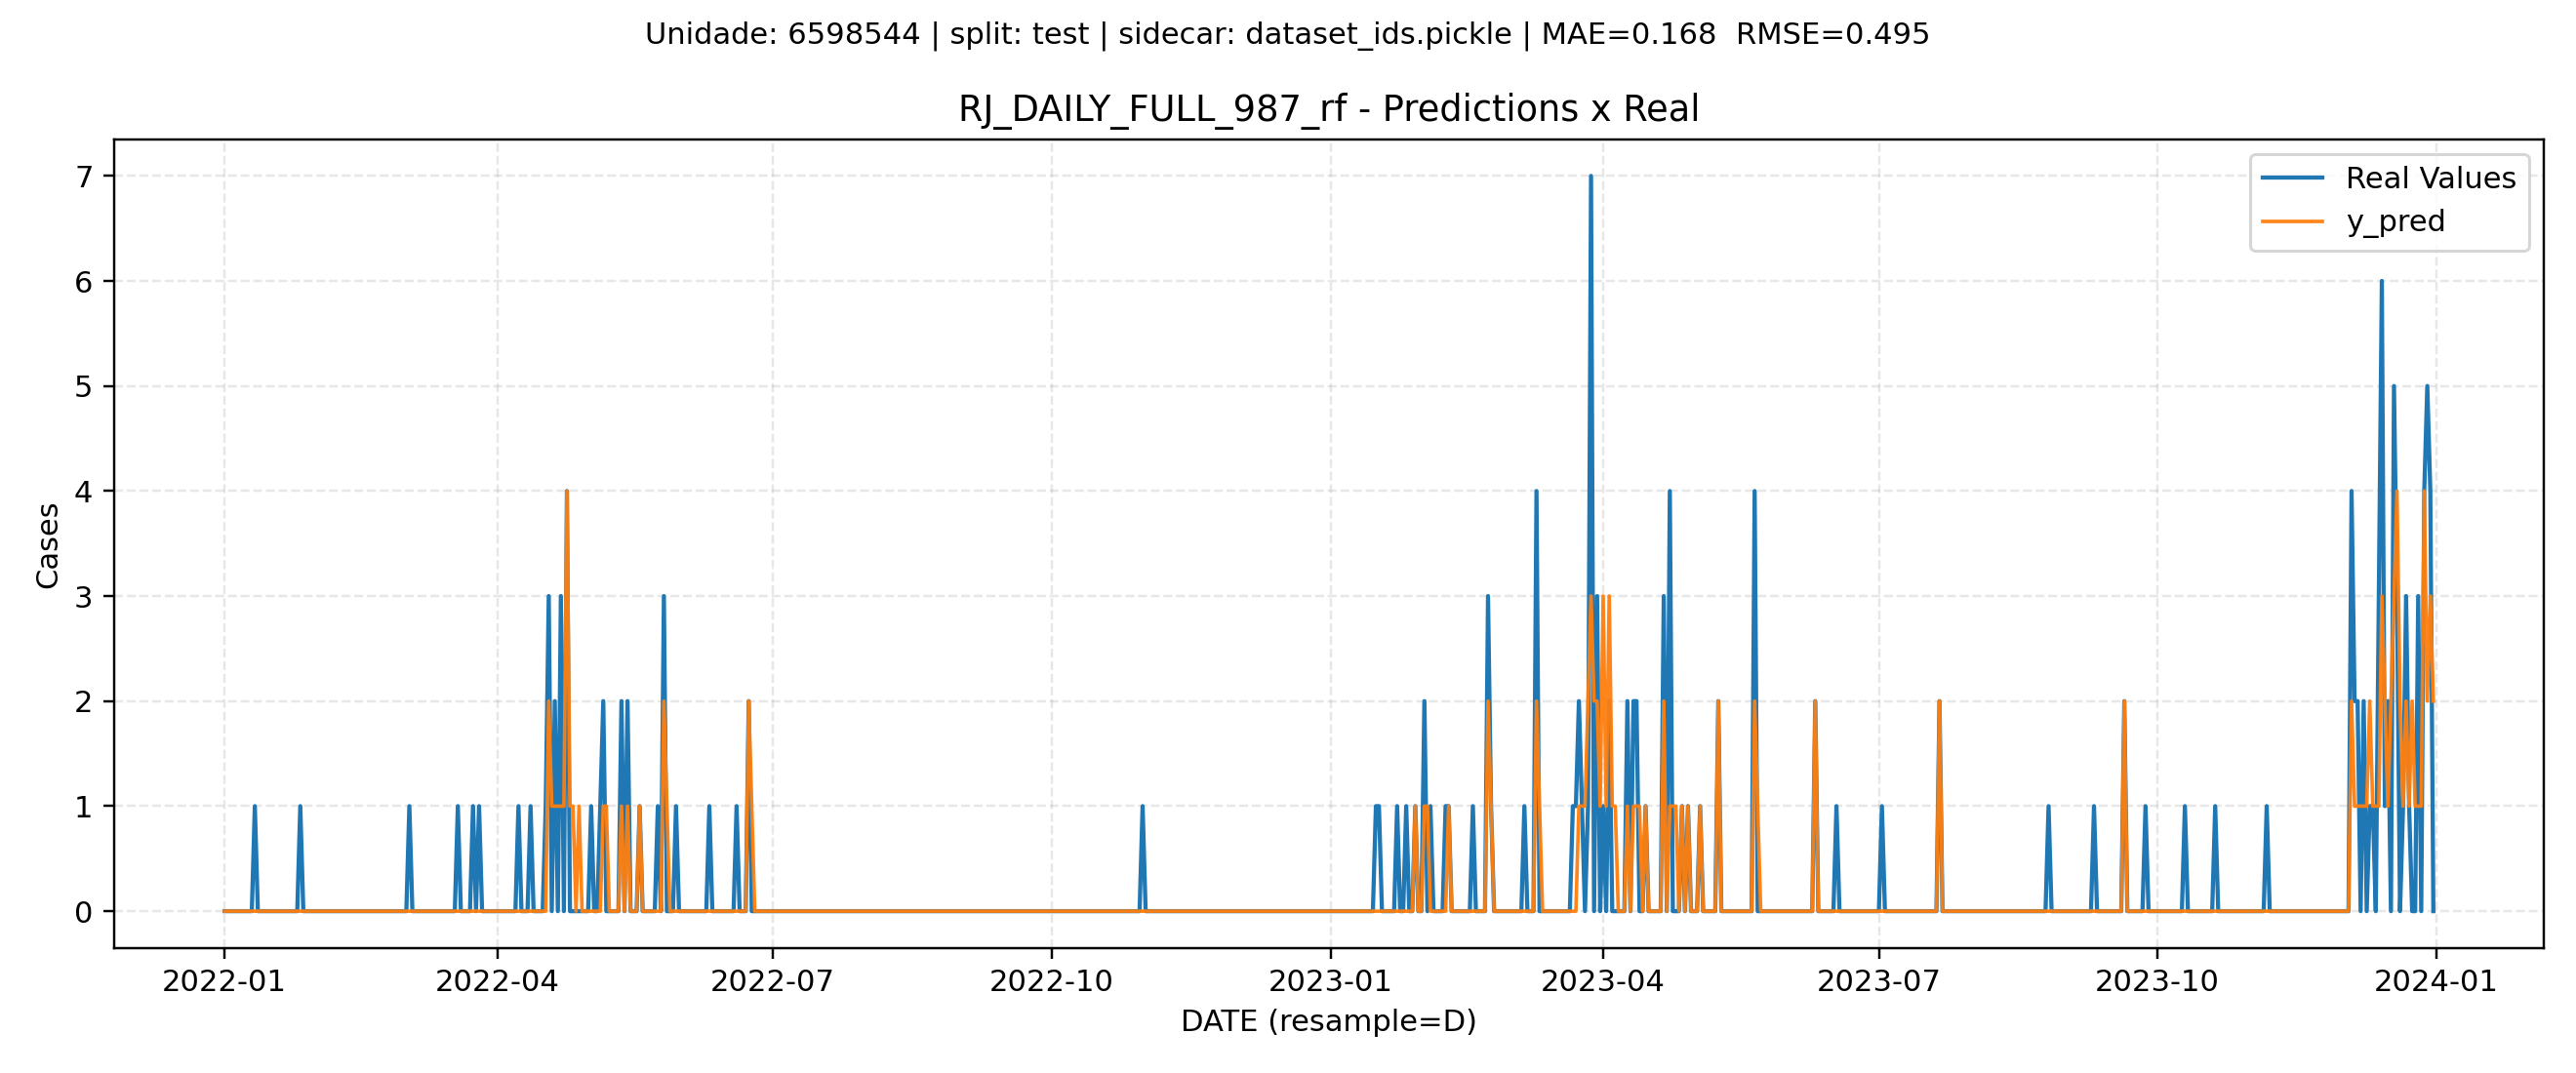 Unidade: 6598544 | split: test | sidecar: dataset_ids.pickle | MAE=0.168  RMSE=0.495
RJ_DAILY_FULL_987_rf - Predictions x Real
Real Values
y_pred
7
6
5
4
3
2
1
0
Cases
2022-01
2022-04
2022-07
2022-10
2023-01
2023-04
2023-07
2023-10
2024-01
DATE (resample=D)